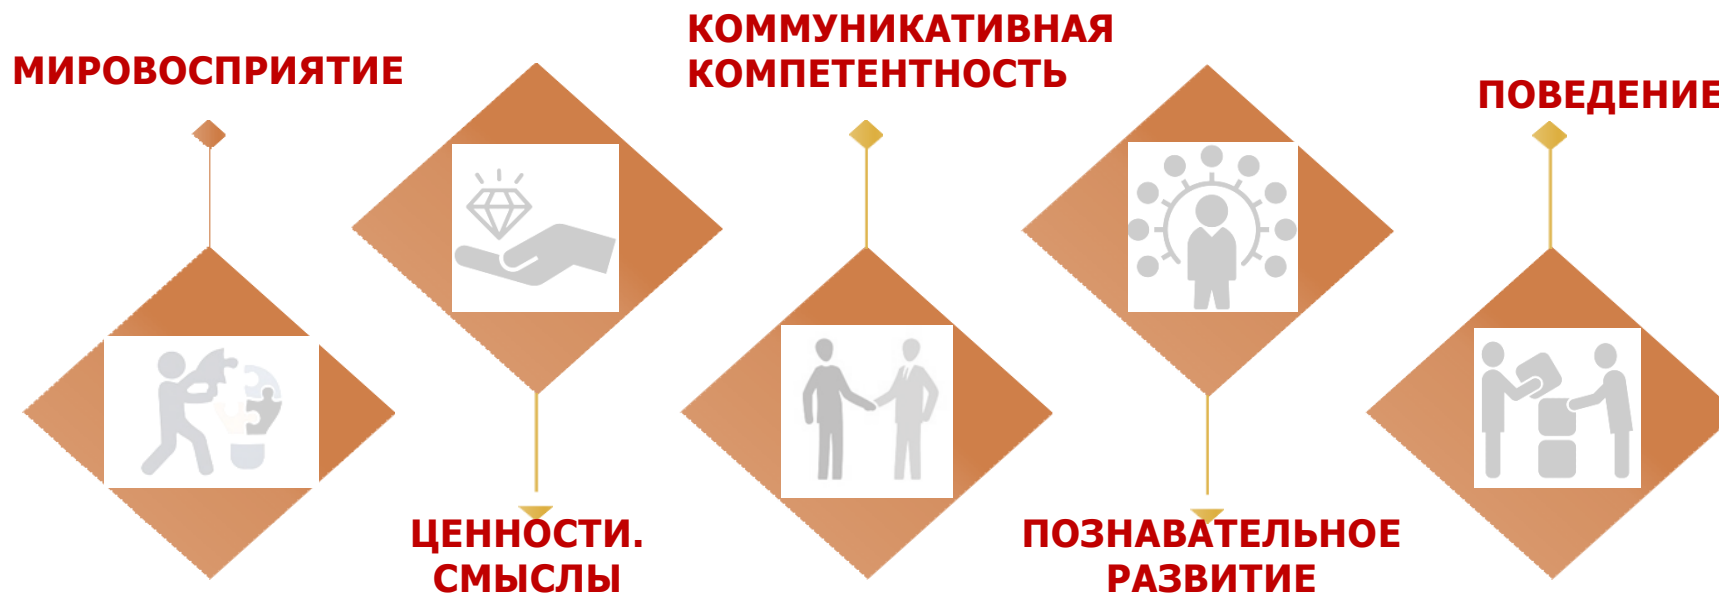 МИРОВОСПРИЯТИЕ
ЦЕННОСТИ.
СМЫСЛЫ
КОММУНИКАТИВНАЯ
КОМПЕТЕНТНОСТЬ
ПОЗНАВАТЕЛЬНОЕ
РАЗВИТИЕ
ПОВЕДЕНИЕ